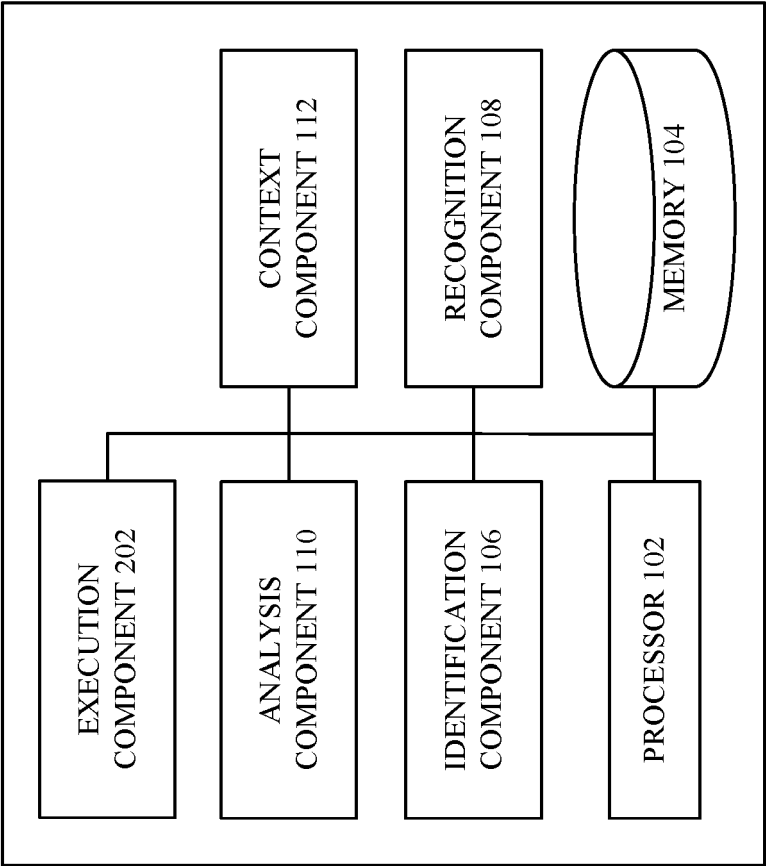 EXECUTION
COMPONENT 202
ANALYSIS
COMPONENT 110
CONTEXT
COMPONENT 112
IDENTIFICATION
COMPONENT 106
RECOGNITION
COMPONENT 108
PROCESSOR 102
MEMORY 104